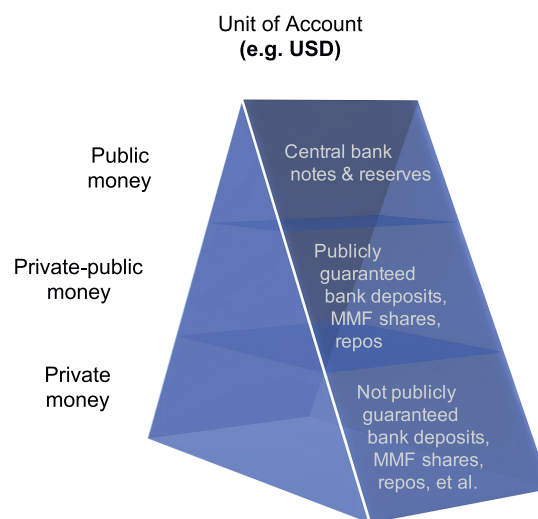 Unit of Account
(e.g. USD)
Public
money
Central bank
notes & reserves
Private-public
money
Publicly
guaranteed
bank deposits,
MMF shares,
repos
Private
money
Not publicly
guaranteed
bank deposits,
MMF shares,
repos, et al.